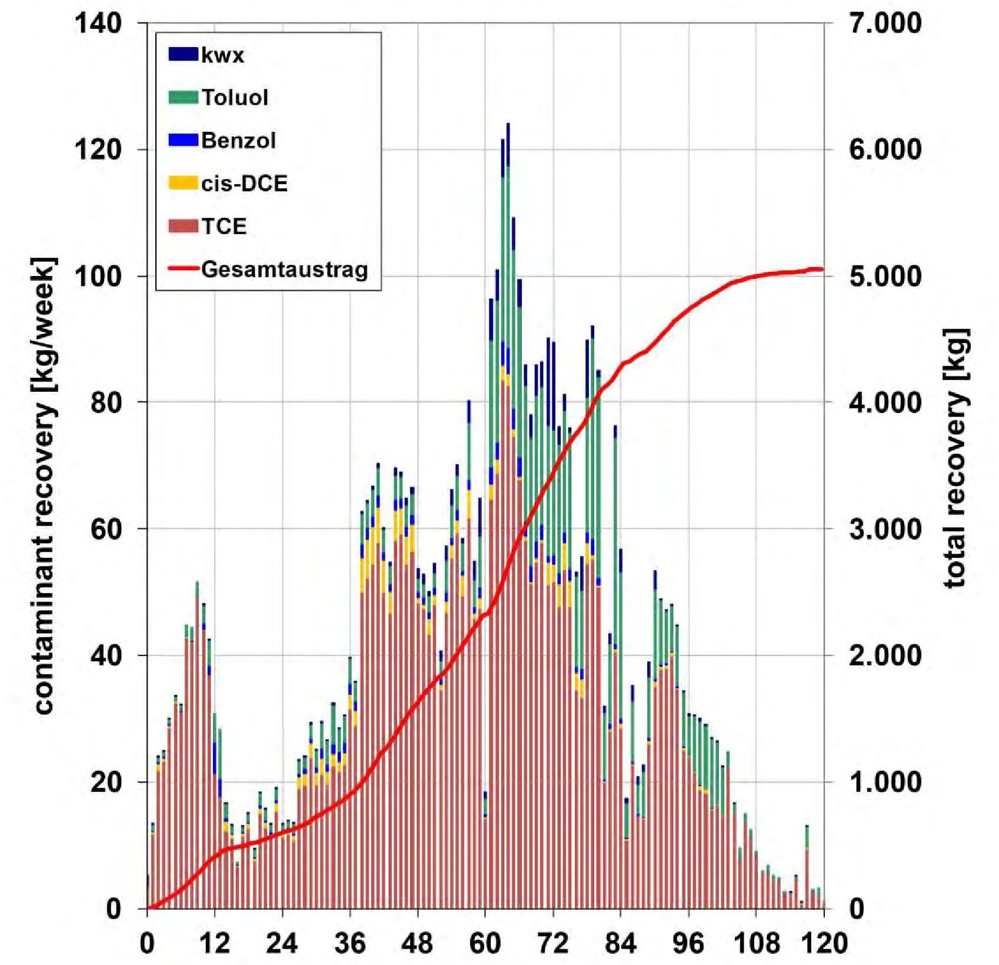 kwx
Toluol
Benzol
cis-DCE
TCE
Gesamtaustrag
contaminant recovery [kg/week]
140
120
100
80
60
40
20
0
total recovery [kg]
7.000
6.000
5.000
4.000
3.000
2.000
1.000
0
0 12 24 36 48 60 72 84 96 108 120